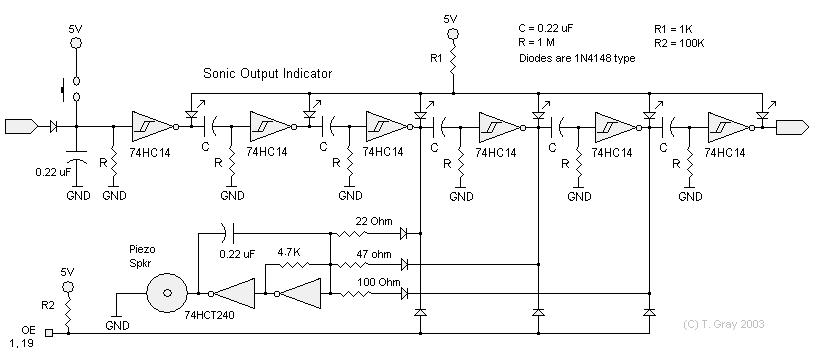 5V
5V
C = 0.22 uF
R = 1 M
Diodes are 1N4148 type
R1 = 1K
R2 = 100K
R1
Sonic Output Indicator
0.22 uF
R
74HC14
C
R
74HC14
C
R
74HC14
C
R
74HC14
C
R
74HC14
C
R
74HC14
GND
GND
GND
GND
GND
GND
GND
22 Ohm
Piezo
Spkr
0.22 uF
4.7K
47 ohm
5V
100 Ohm
R2
74HCT240
GND
OE
1, 19
(C) T. Gray 2003